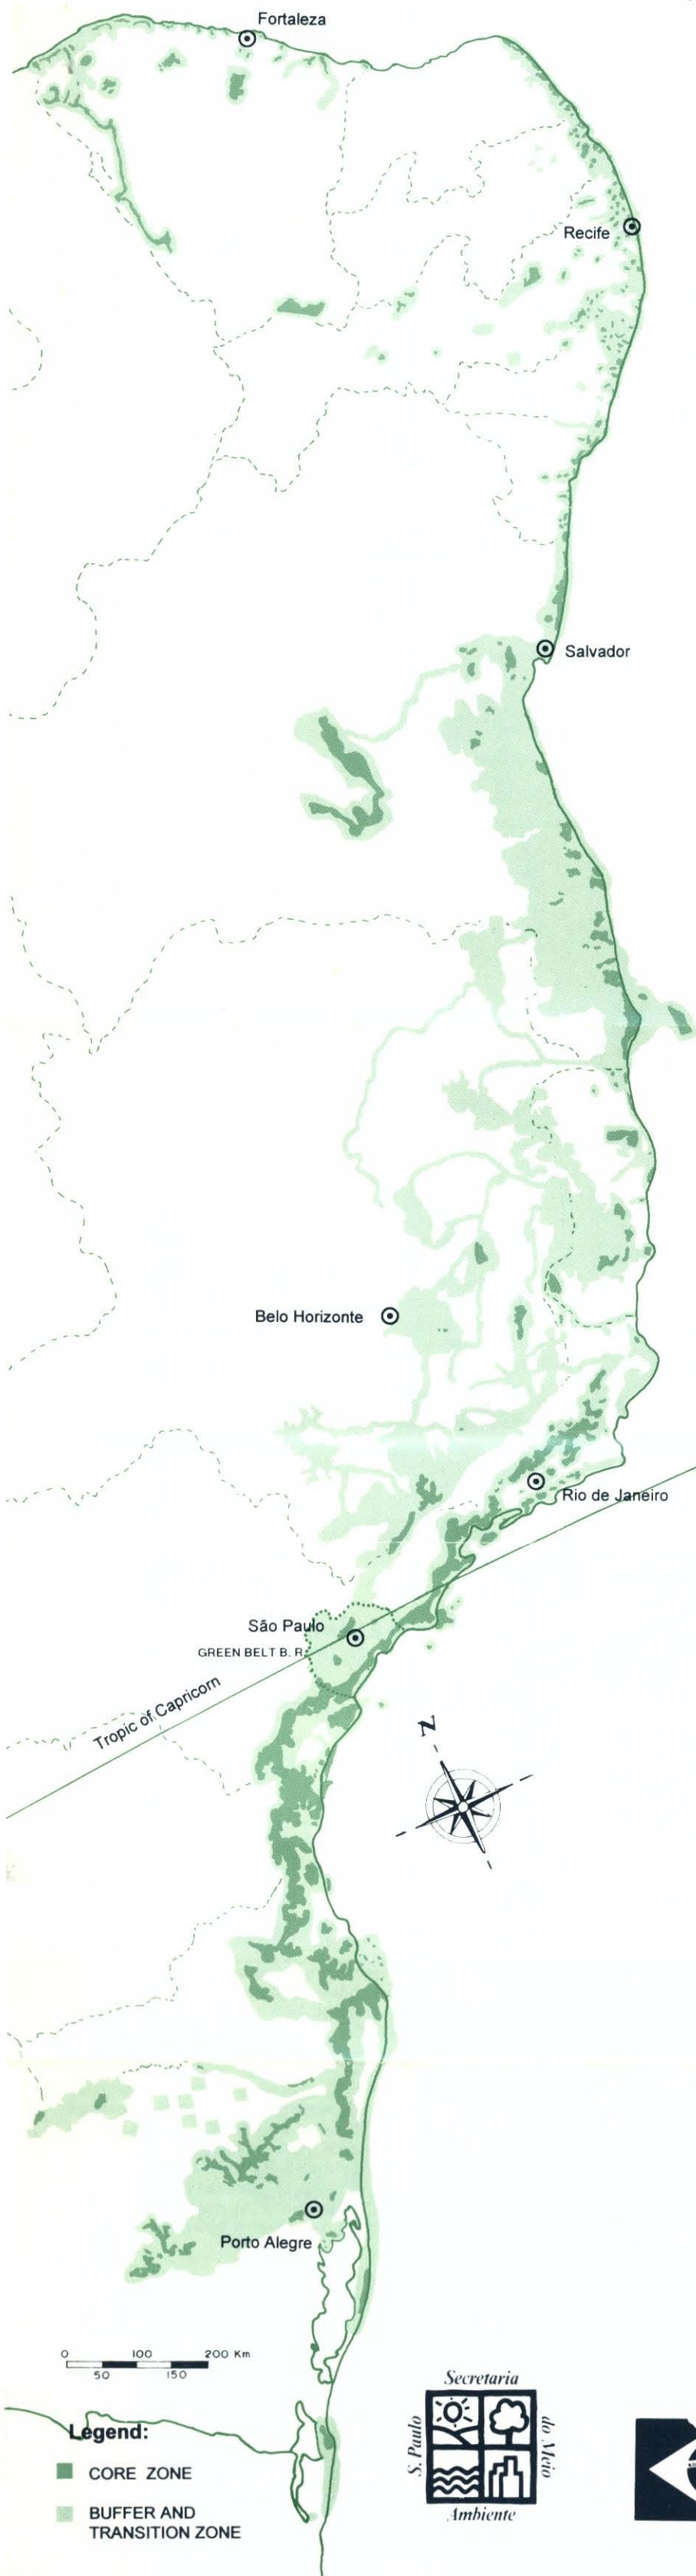 Fortaleza
Recife
Salvador
Belo Horizonte
Rio de Janeiro
São Paulo
GREEN BELT B. R.
Tropic of Capricorn
N
Porto Alegre
0 100 200 Km
50 150
Legend:
CORE ZONE
BUFFER AND
TRANSITION ZONE
Secretaria
S. Paulo
do Meio
Ambiente